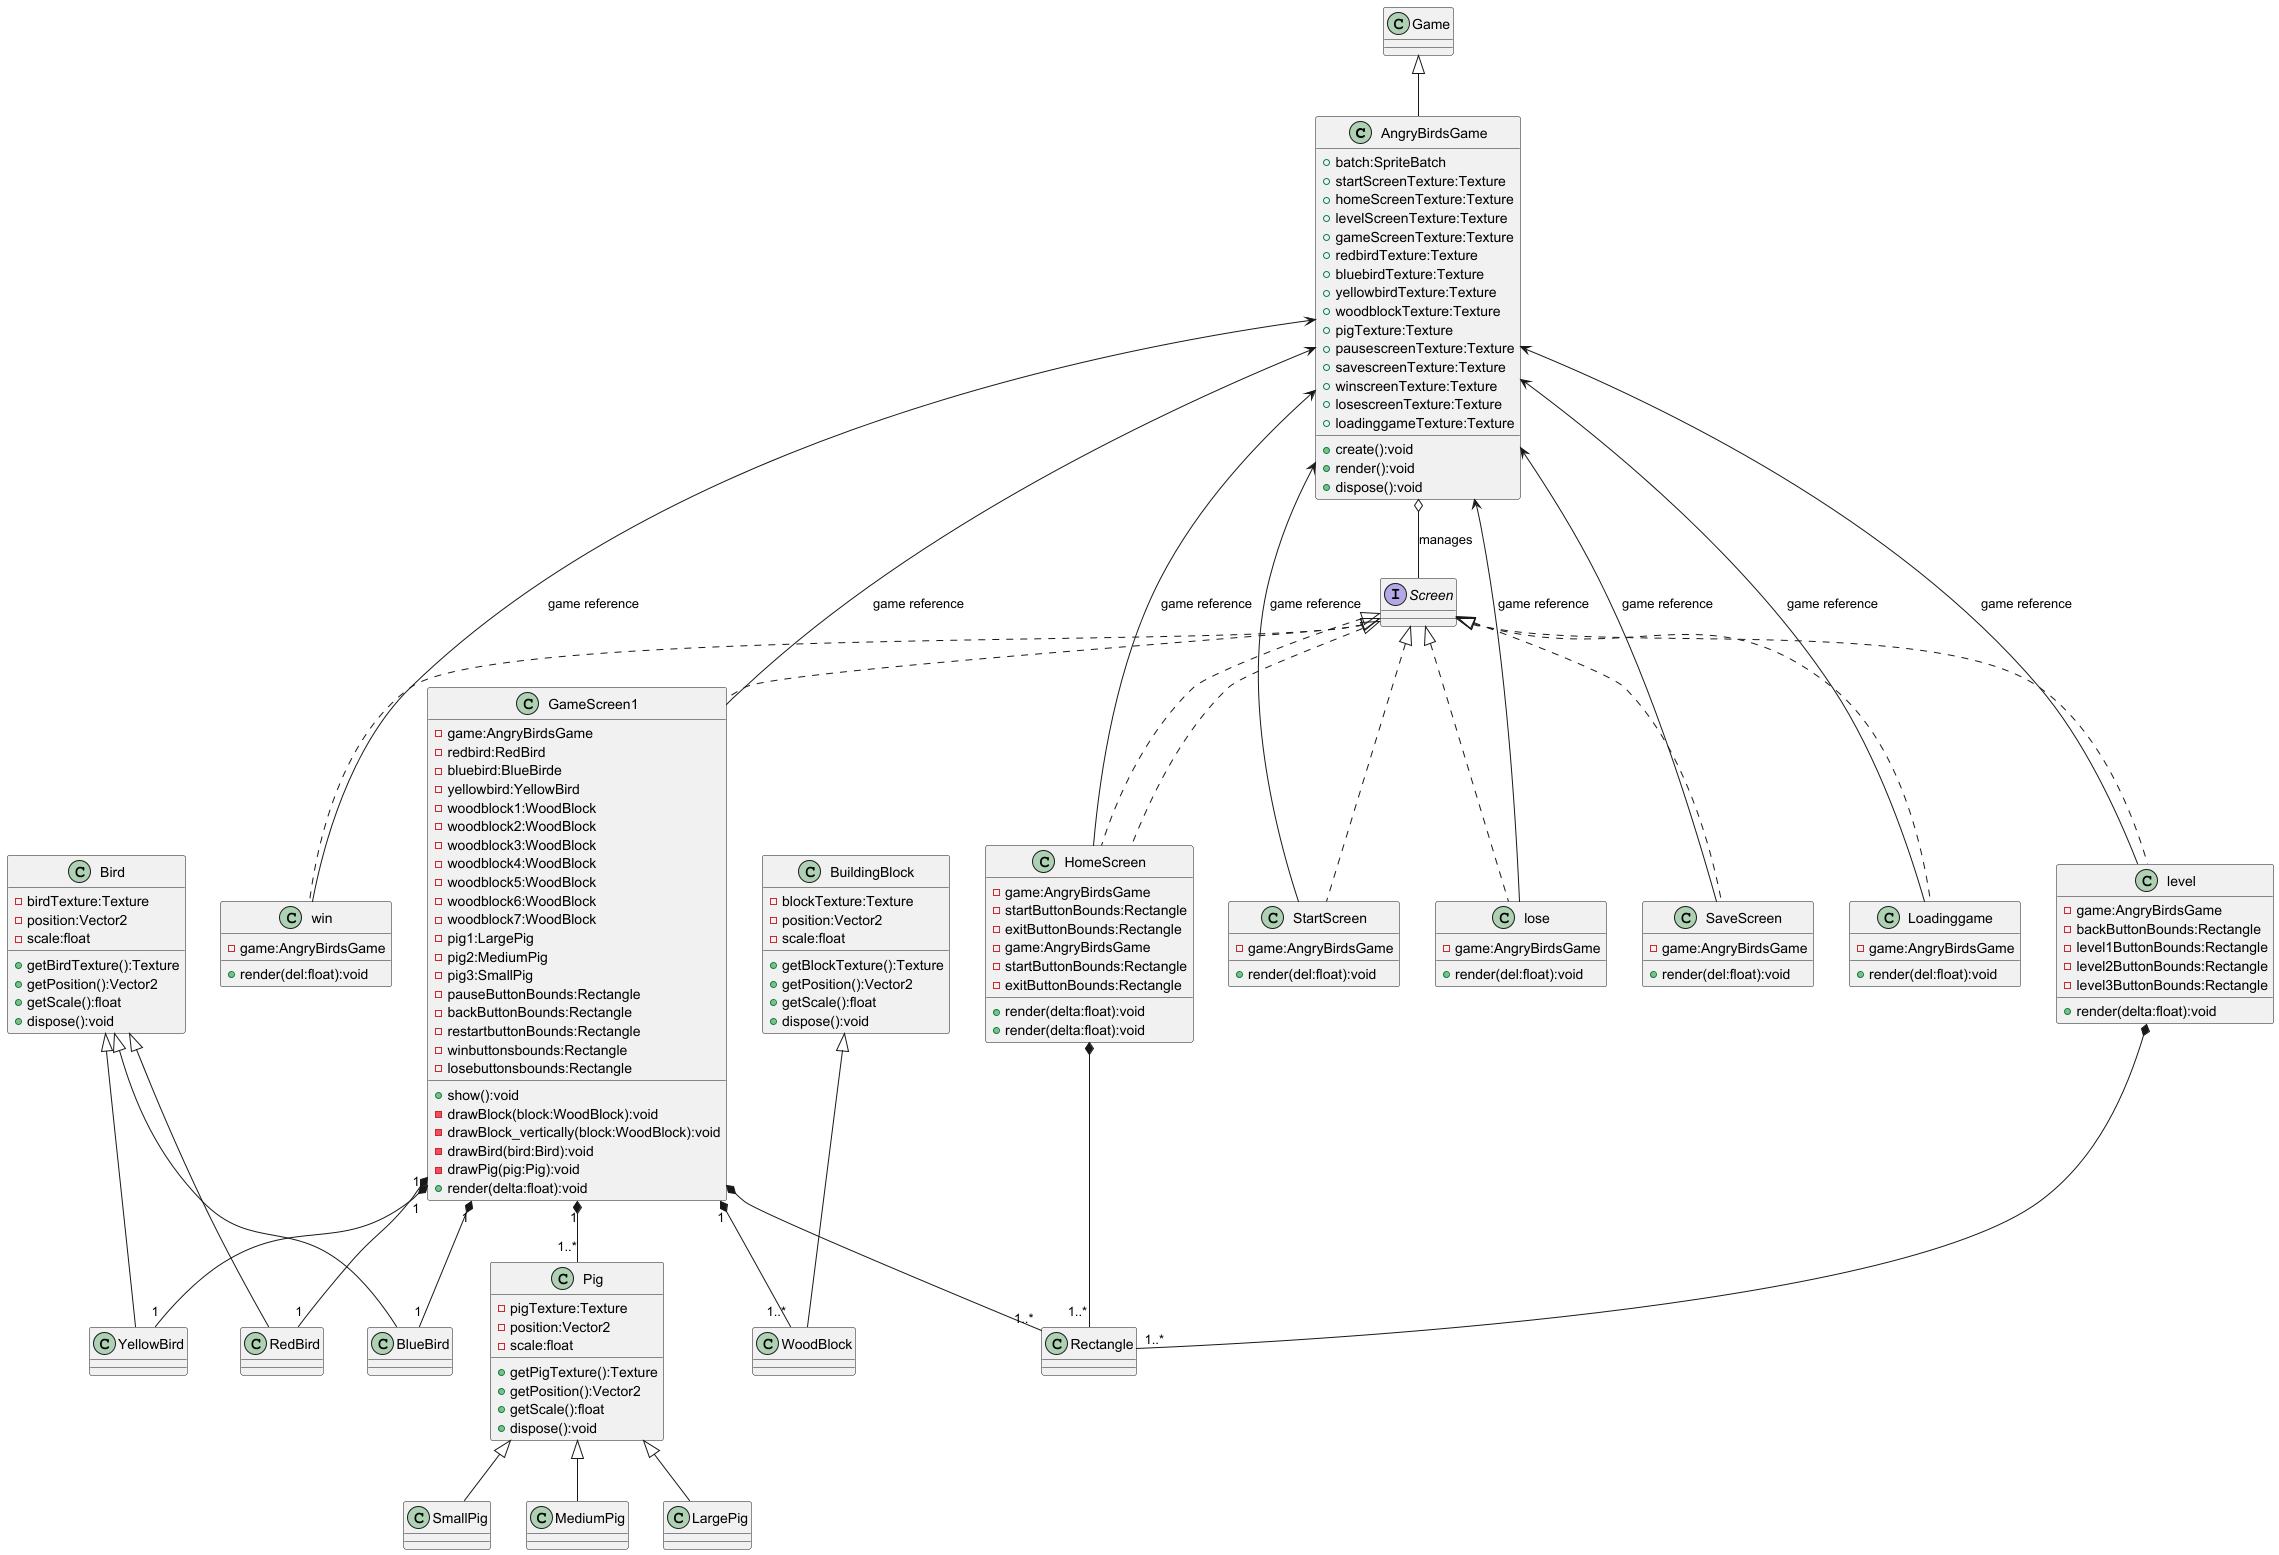 Game
AngryBirdsGame
batch:SpriteBatch
startScreenTexture:Texture
homeScreenTexture:Texture
levelScreenTexture:Texture
gameScreenTexture:Texture
redbirdTexture:Texture
bluebirdTexture:Texture
yellowbirdTexture:Texture
woodblockTexture:Texture
pigTexture:Texture
pausescreenTexture:Texture
savescreenTexture:Texture
winscreenTexture:Texture
losescreenTexture:Texture
loadinggameTexture:Texture
create():void
render():void
dispose():void
manages
Screen
game reference
game reference
game reference
game reference
game reference
game reference
game reference
game reference
GameScreen1
game:AngryBirdsGame
redbird:RedBird
bluebird:BlueBirde
yellowbird:YellowBird
woodblock1:WoodBlock
woodblock2:WoodBlock
woodblock3:WoodBlock
woodblock4:WoodBlock
woodblock5:WoodBlock
woodblock6:WoodBlock
woodblock7:WoodBlock
pig1:LargePig
pig2:MediumPig
pig3:SmallPig
pauseButtonBounds:Rectangle
backButtonBounds:Rectangle
restartbuttonBounds:Rectangle
winbuttonsbounds:Rectangle
losebuttonsbounds:Rectangle
show():void
drawBlock(block:WoodBlock):void
drawBlock_vertically(block:WoodBlock):void
drawBird(bird:Bird):void
drawPig(pig:Pig):void
render(delta:float):void
Bird
birdTexture:Texture
position:Vector2
scale:float
getBirdTexture():Texture
getPosition():Vector2
getScale():float
dispose():void
win
game:AngryBirdsGame
render(del:float):void
BuildingBlock
blockTexture:Texture
position:Vector2
scale:float
getBlockTexture():Texture
getPosition():Vector2
getScale():float
dispose():void
HomeScreen
game:AngryBirdsGame
startButtonBounds:Rectangle
exitButtonBounds:Rectangle
game:AngryBirdsGame
startButtonBounds:Rectangle
exitButtonBounds:Rectangle
render(delta:float):void
render(delta:float):void
StartScreen
game:AngryBirdsGame
render(del:float):void
lose
game:AngryBirdsGame
render(del:float):void
SaveScreen
game:AngryBirdsGame
render(del:float):void
Loadinggame
game:AngryBirdsGame
render(del:float):void
level
game:AngryBirdsGame
backButtonBounds:Rectangle
level1ButtonBounds:Rectangle
level2ButtonBounds:Rectangle
level3ButtonBounds:Rectangle
render(delta:float):void
1
1
1
1
1
1..*
1
1
1
1..*
1..*
1..*
1..*
YellowBird
RedBird
BlueBird
Pig
pigTexture:Texture
position:Vector2
scale:float
getPigTexture():Texture
getPosition():Vector2
getScale():float
dispose():void
WoodBlock
Rectangle
SmallPig
MediumPig
LargePig